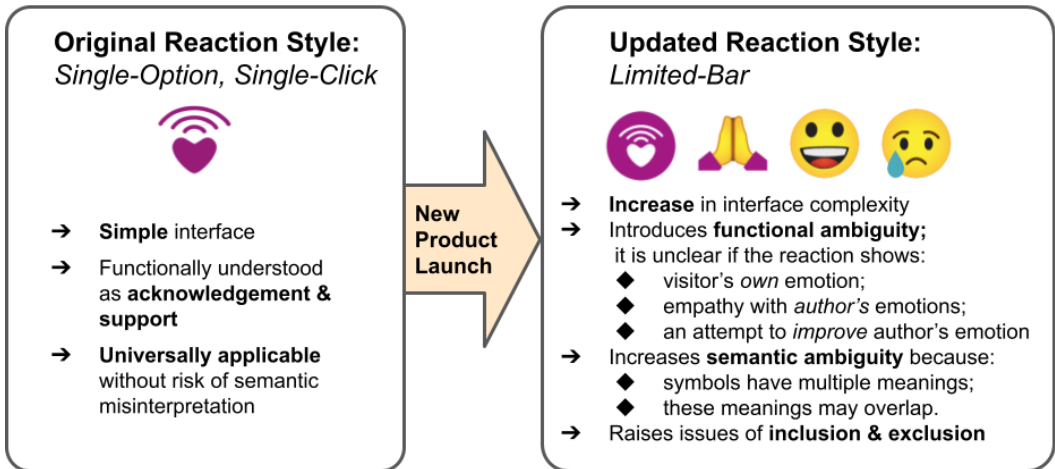 Original Reaction Style:
Single-Option, Single-Click
➔ Simple interface
➔ Functionally understood
as acknowledgement &
support
➔ Universally applicable
without risk of semantic
misinterpretation
New
Product
Launch
Updated Reaction Style:
Limited-Bar
➔ Increase in interface complexity
➔ Introduces functional ambiguity;
it is unclear if the reaction shows:
◆ visitor's own emotion;
◆ empathy with author's emotions;
◆ an attempt to improve author's emotion
➔ Increases semantic ambiguity because:
◆ symbols have multiple meanings;
◆ these meanings may overlap.
➔ Raises issues of inclusion & exclusion